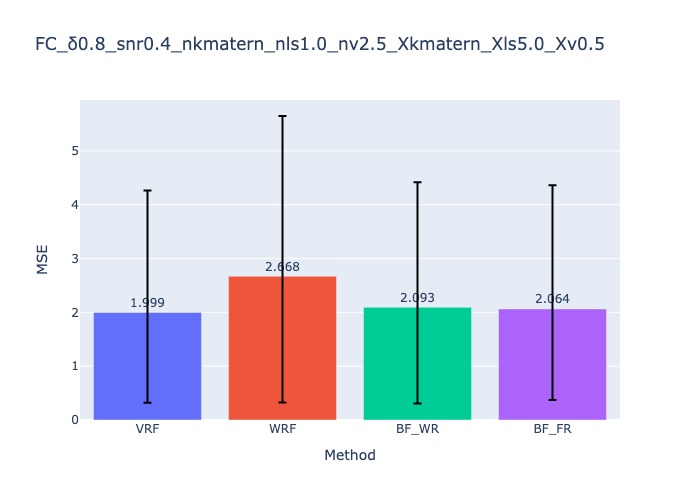 FC_δ0.8_snr0.4_nkmatern_nls1.0_nv2.5_Xkmatern_Xls5.0_Xv0.5
5
4
3
2
1
0
MSE
1.999
2.668
2.093
2.064
VRF
WRF
BF_WR
BF_FR
Method